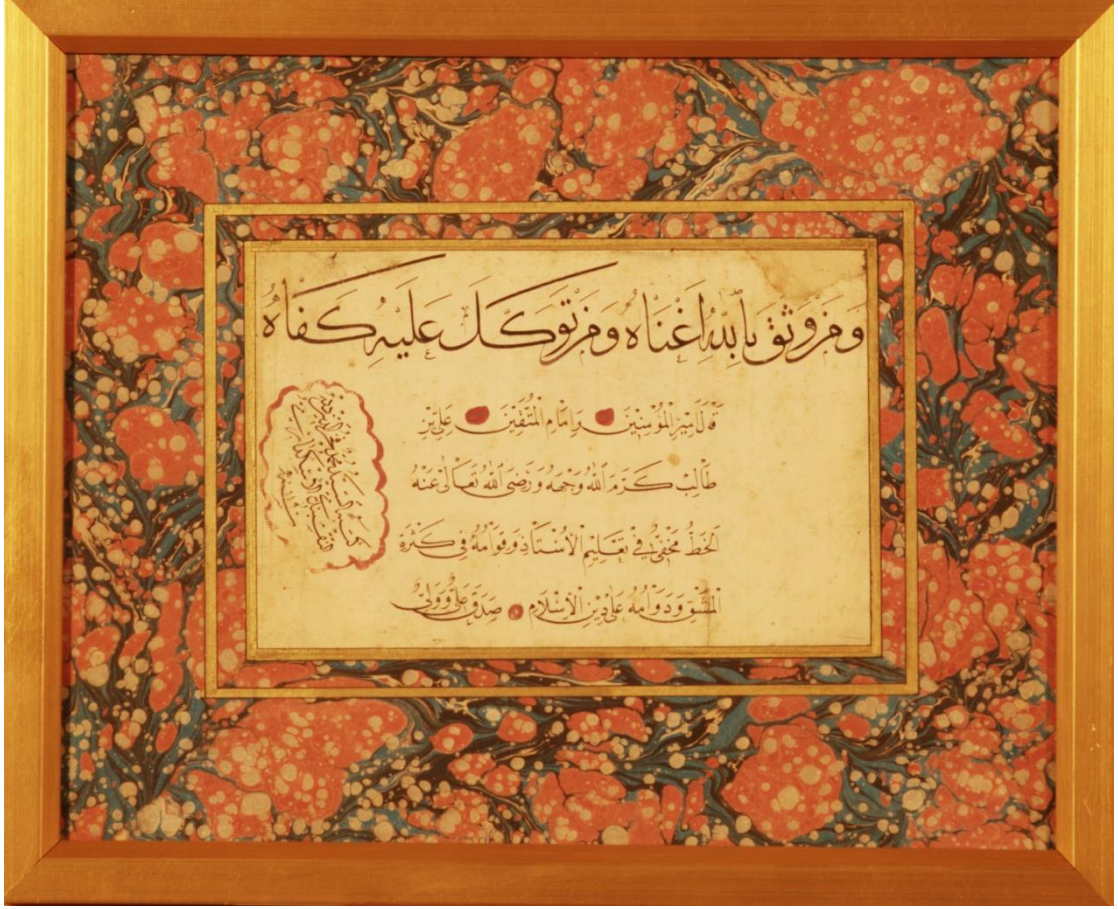 ومن وثق بالله اغناه ومن توكل عليه كفاه
قال امير المؤمنين وامام المتقين علي بن
طالب كرم الله وجهه ورضى الله تعالى عنه
الخط مخفي في تعليم الاستاذ وقوامه في كثرة
المشق ودوامه على دين الاسلام صدق علي وولي